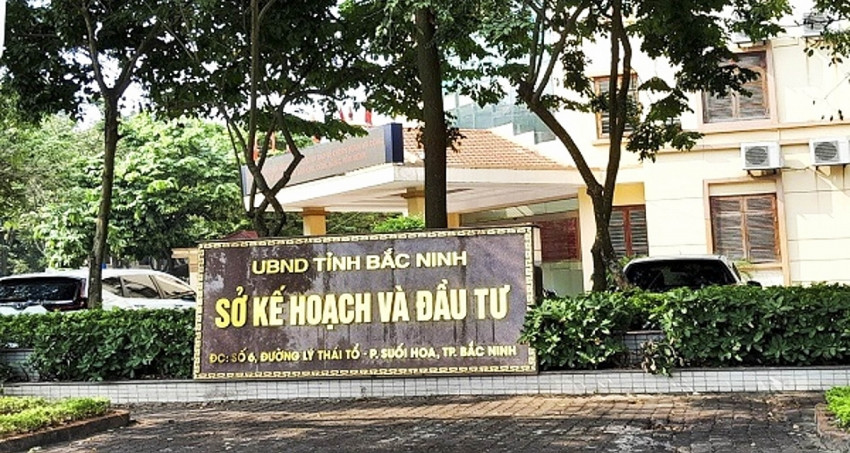 UBND TỈNH BẮC NINH
SỞ KẾ HOẠCH VÀ ĐẦU TƯ
ĐC: SỐ 6, ĐƯỜNG LÝ THÁI TỔ - P. SUỐI HOA, TP. BẮC NINH